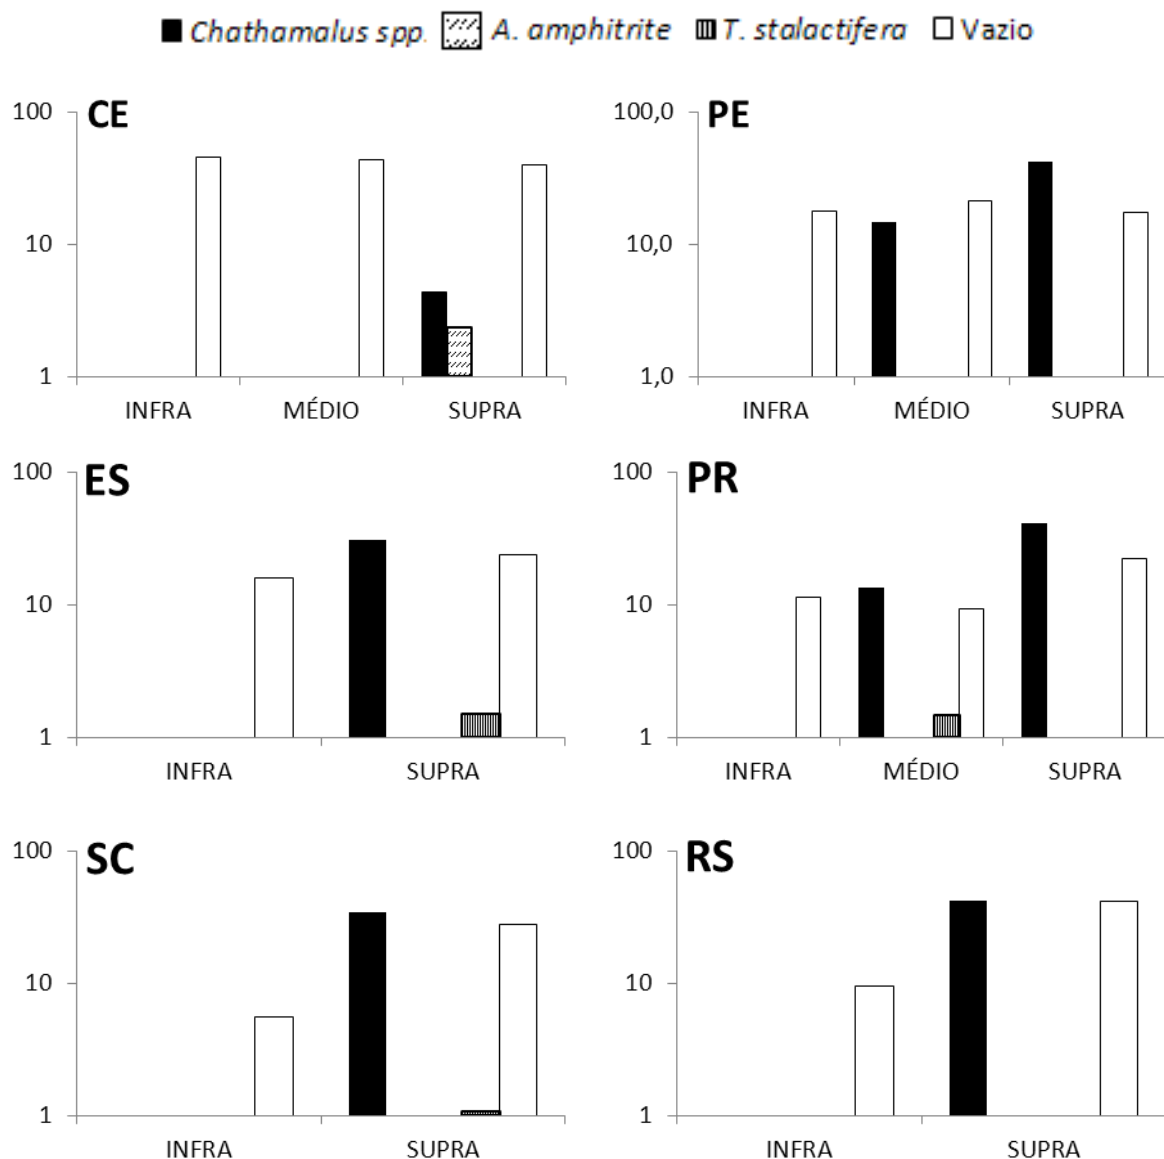 Chathamalus spp. A. amphitrite T. stalactifera Vazio
CE
100
10
1
INFRA MÉDIO SUPRA
PE
100,0
10,0
1,0
INFRA MÉDIO SUPRA
ES
100
10
1
INFRA SUPRA
PR
100
10
1
INFRA MÉDIO SUPRA
SC
100
10
1
INFRA SUPRA
RS
100
10
1
INFRA SUPRA